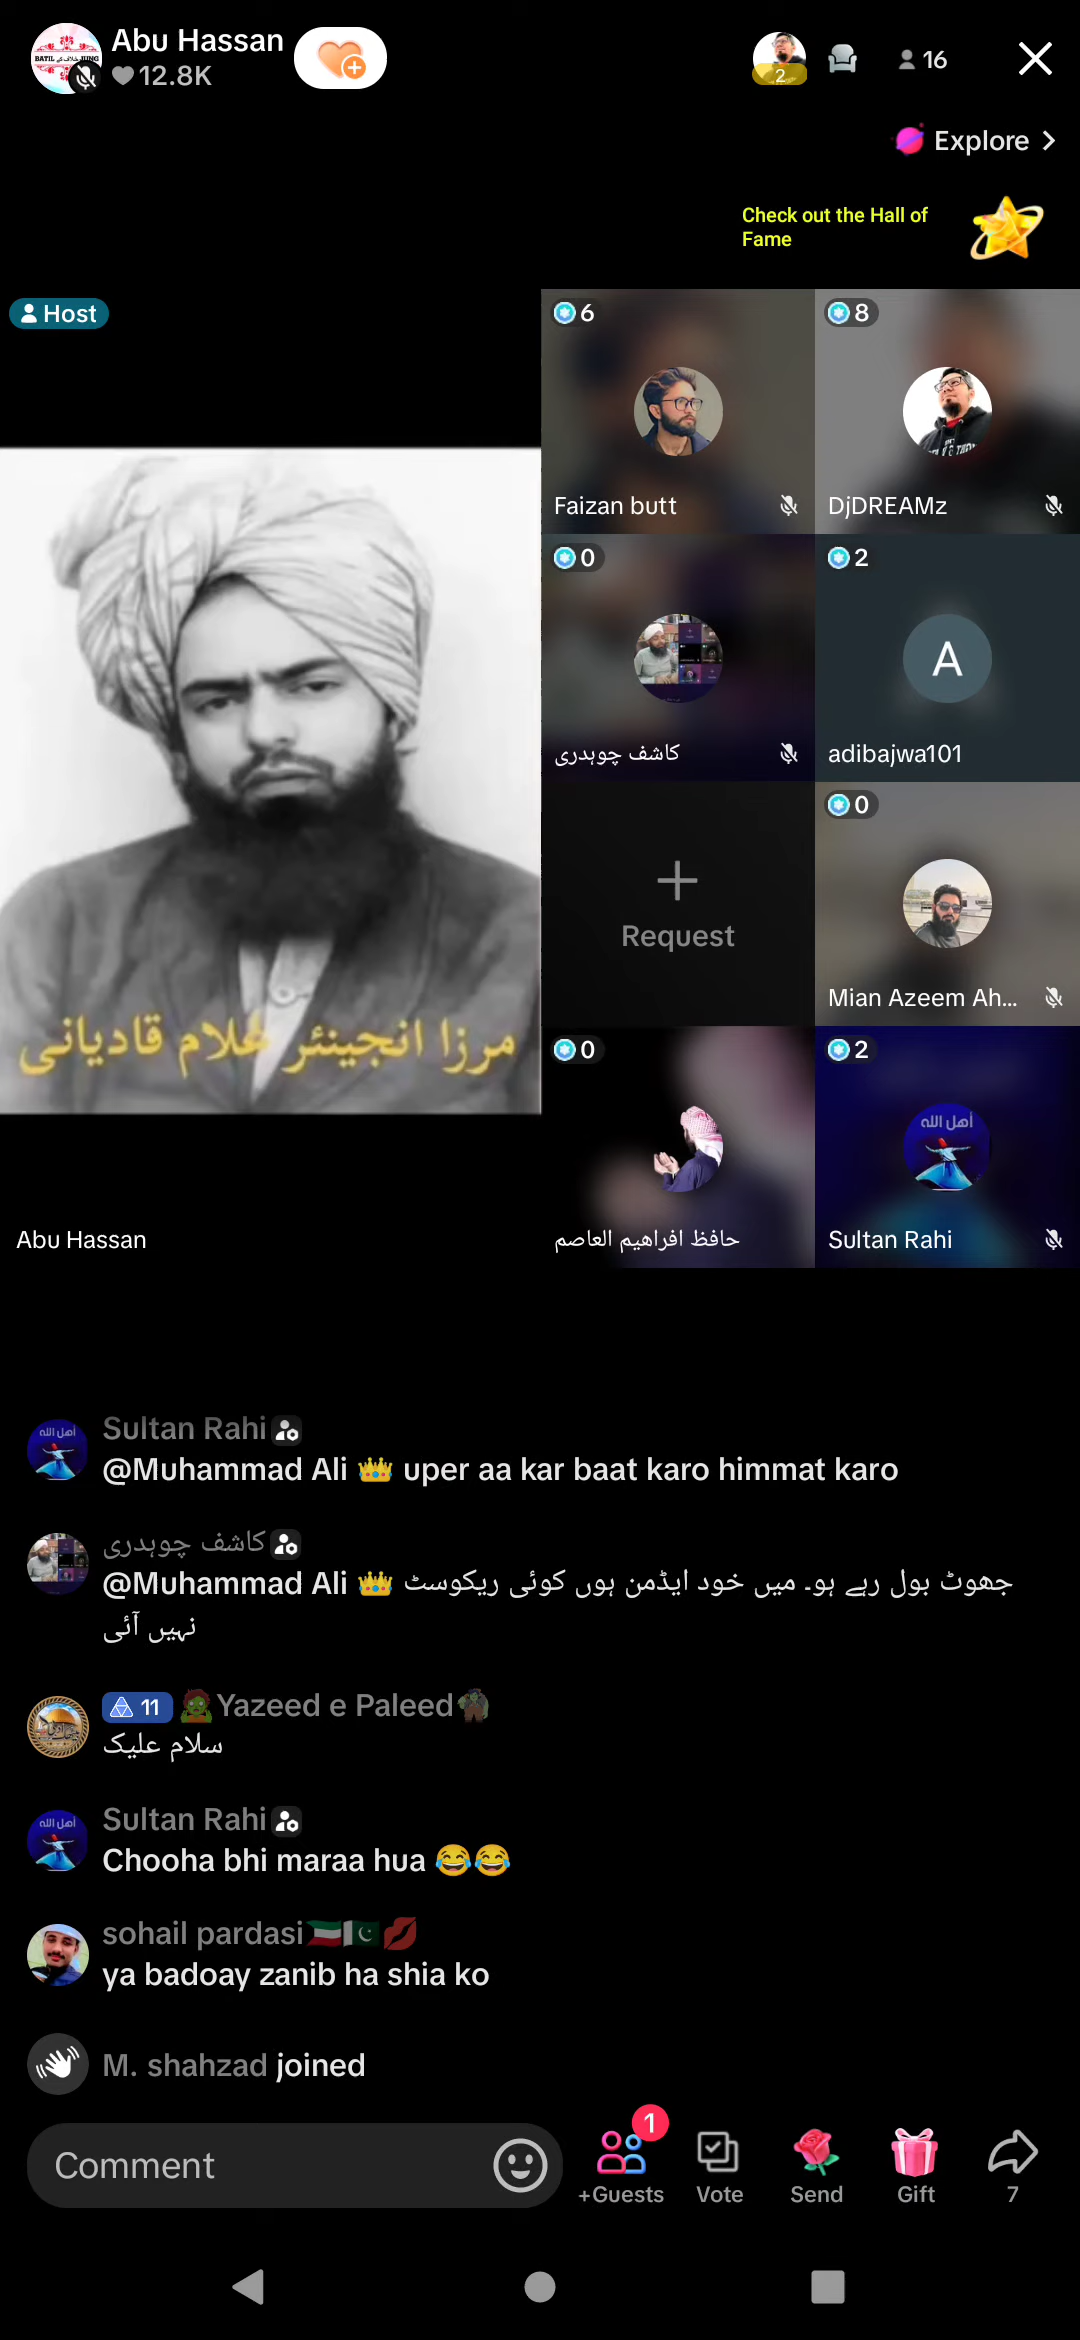 Abu Hassan
12.8K
2
16
Explore
Check out the Hall of
Fame
Host
مرزا انجینئر غلام قادیانی
Abu Hassan
6
Faizan butt
8
DjDREAMz
0
کاشف چوہدری
2
A
adibajwa101
Request
0
Mian Azeem Ah...
0
حافظ افراهيم العاصم
2
أهل الله
Sultan Rahi
Sultan Rahi
@Muhammad Ali 👑 uper aa kar baat karo himmat karo
کاشف چوہدری
@Muhammad Ali 👑 جھوٹ بول رہے ہو۔ میں خود ایڈمن ہوں کوئی ریکوسٹ
نہیں آئی
11 🧟Yazeed e Paleed🧌
سلام علیک
Sultan Rahi
Chooha bhi maraa hua 😂😂
sohail pardasi🇰🇼🇵🇰💋
ya badoay zanib ha shia ko
M. shahzad joined
Comment
1
+Guests
Vote
Send
Gift
7